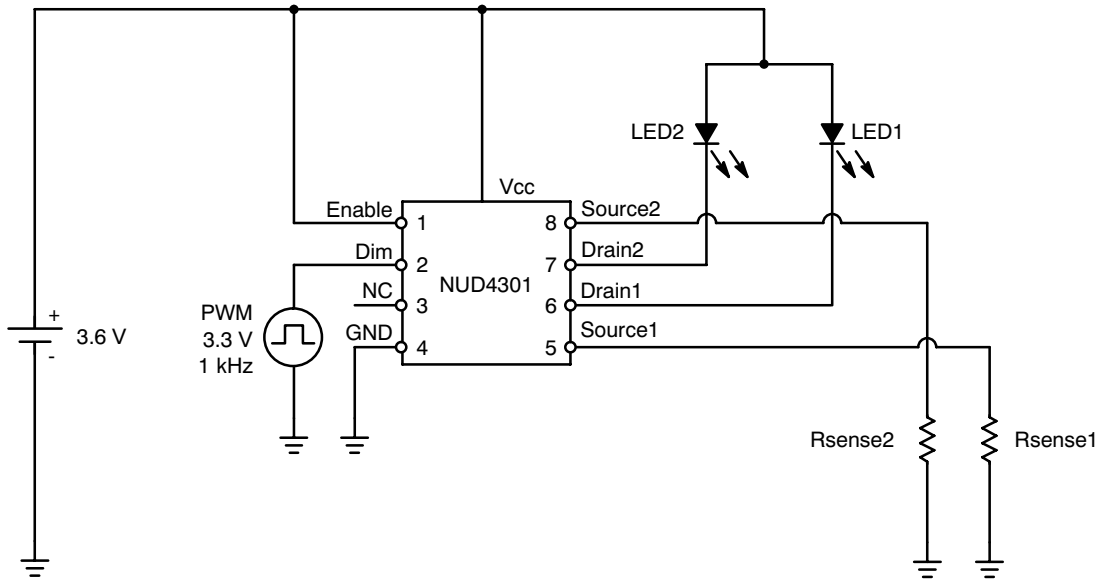 LED2
LED1
Vcc
Enable
1
8
Source2
Dim
2
7
Drain2
NUD4301
NC
3
6
Drain1
PWM
3.3 V
1 kHz
GND
4
5
Source1
+
3.6 V
-
Rsense2
Rsense1